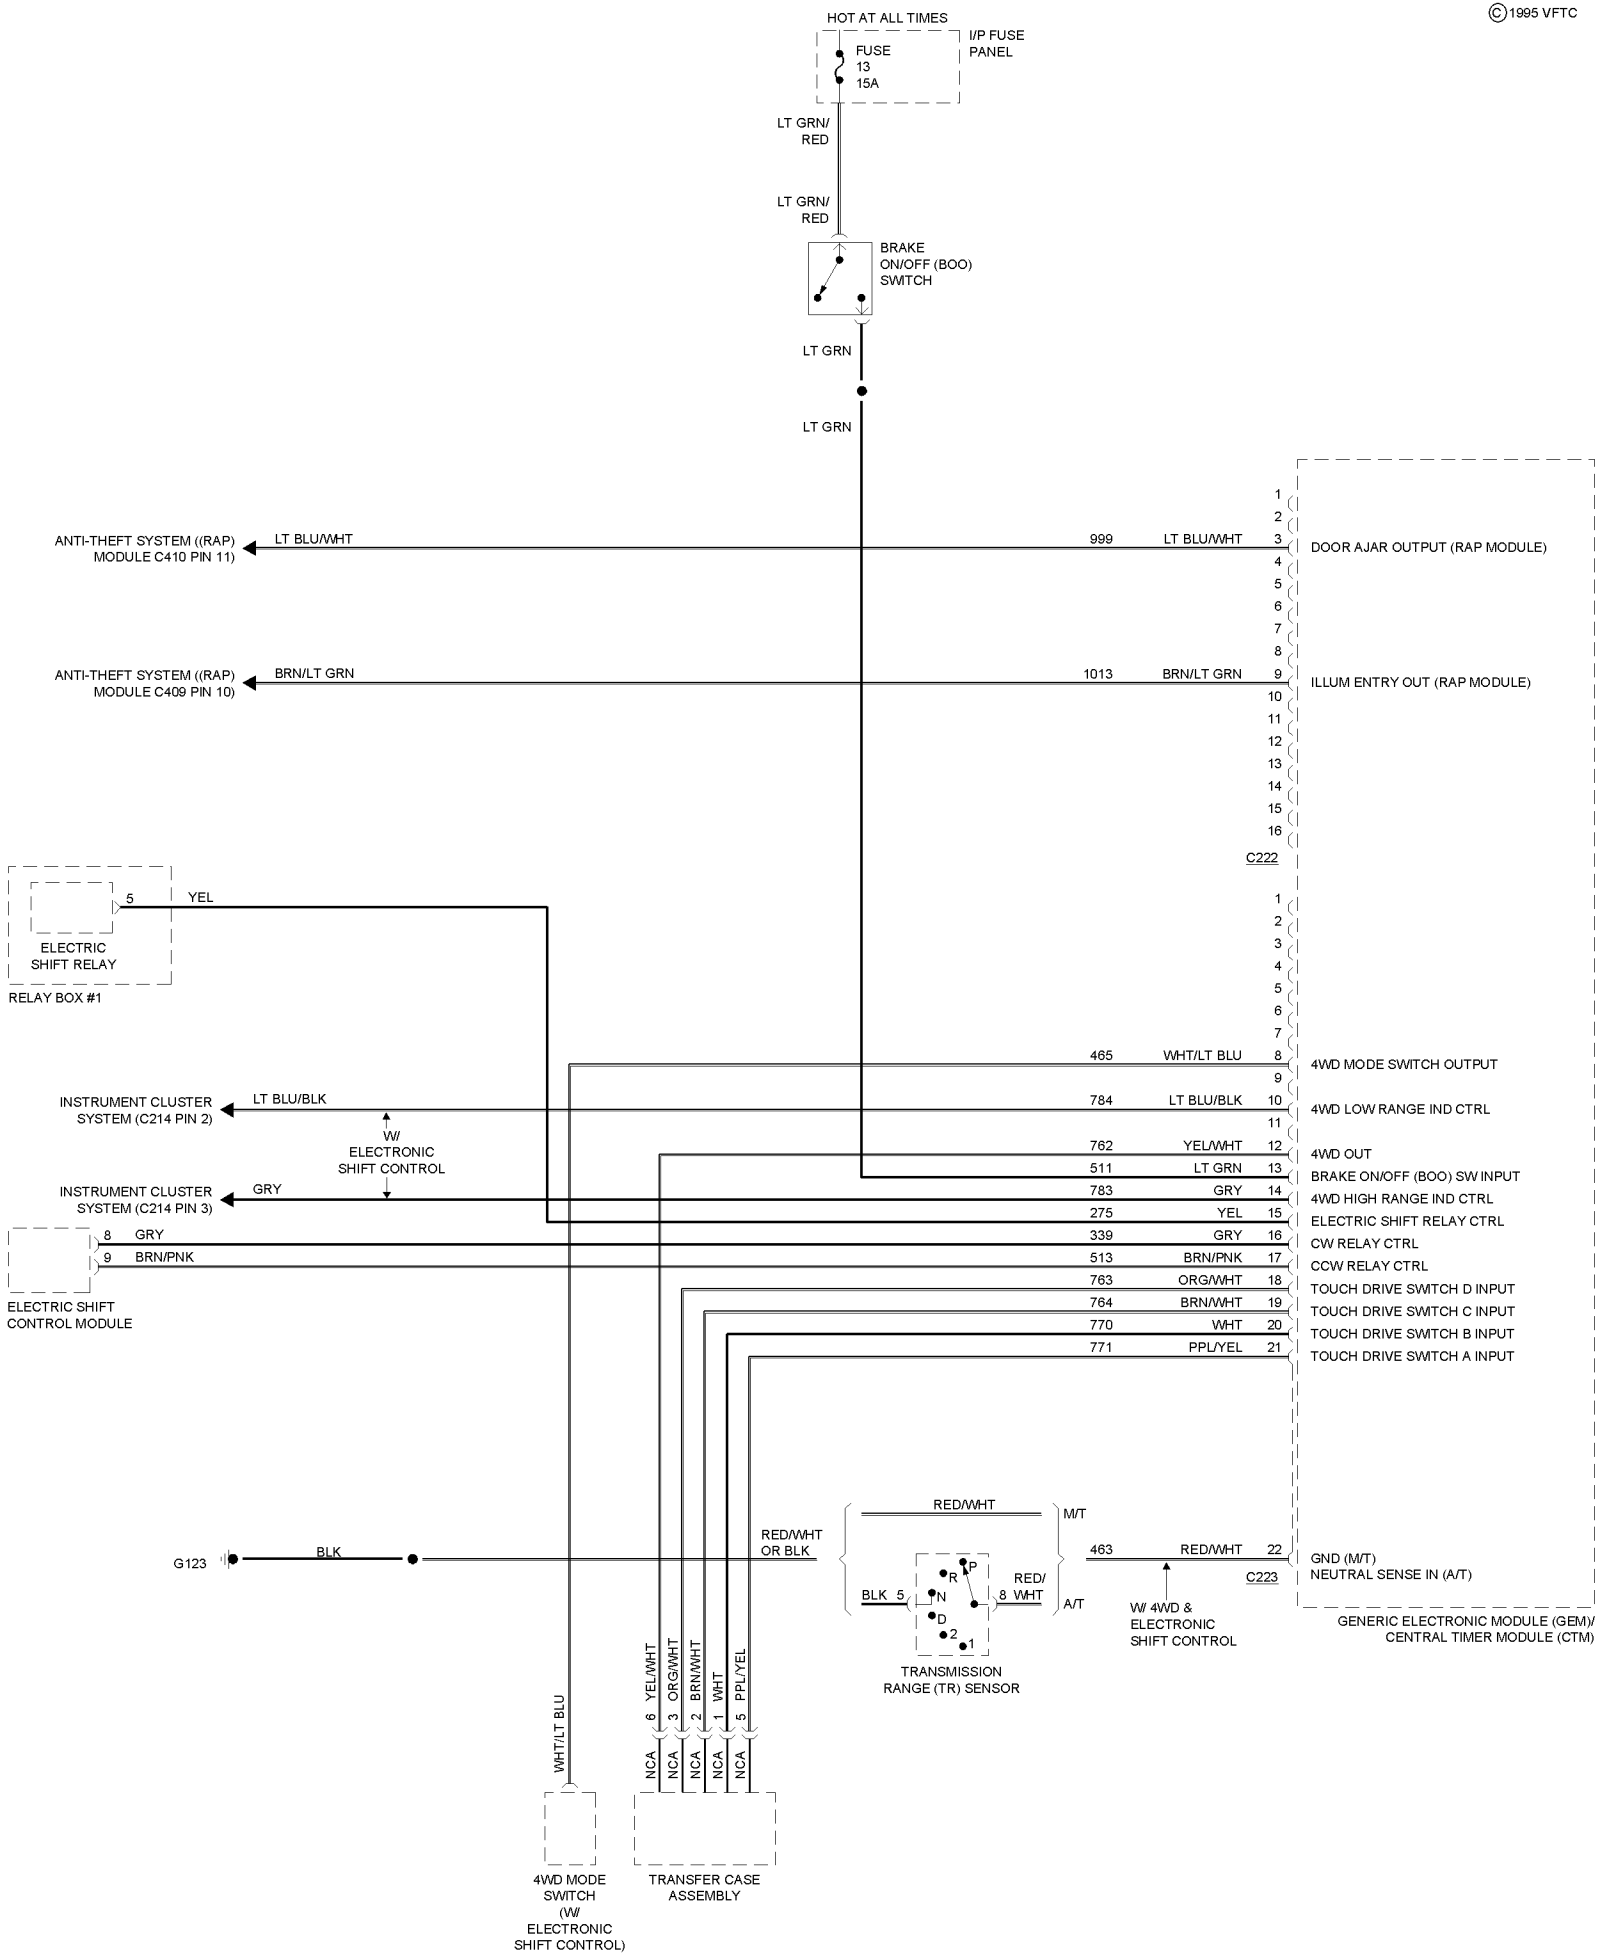 © 1995 VFTC
HOT AT ALL TIMES
I/P FUSE
PANEL
FUSE
13
15A
LT GRN/
RED
LT GRN/
RED
BRAKE
ON/OFF (BOO)
SWITCH
LT GRN
LT GRN
1
2
ANTI-THEFT SYSTEM ((RAP)
MODULE C410 PIN 11)
LT BLU/WHT
999
LT BLU/WHT
3
DOOR AJAR OUTPUT (RAP MODULE)
4
5
6
7
8
ANTI-THEFT SYSTEM ((RAP)
MODULE C409 PIN 10)
BRN/LT GRN
1013
BRN/LT GRN
9
ILLUM ENTRY OUT (RAP MODULE)
10
11
12
13
14
15
16
C222
5
YEL
ELECTRIC
SHIFT RELAY
RELAY BOX #1
1
2
3
4
5
6
7
465
WHT/LT BLU
8
4WD MODE SWITCH OUTPUT
9
INSTRUMENT CLUSTER
SYSTEM (C214 PIN 2)
LT BLU/BLK
784
LT BLU/BLK
10
4WD LOW RANGE IND CTRL
11
W/
ELECTRONIC
SHIFT CONTROL
762
YEL/WHT
12
4WD OUT
511
LT GRN
13
BRAKE ON/OFF (BOO) SW INPUT
INSTRUMENT CLUSTER
SYSTEM (C214 PIN 3)
GRY
783
GRY
14
4WD HIGH RANGE IND CTRL
275
YEL
15
ELECTRIC SHIFT RELAY CTRL
8
GRY
339
GRY
16
CW RELAY CTRL
9
BRN/PNK
513
BRN/PNK
17
CCW RELAY CTRL
ELECTRIC SHIFT
CONTROL MODULE
763
ORG/WHT
18
TOUCH DRIVE SWITCH D INPUT
764
BRN/WHT
19
TOUCH DRIVE SWITCH C INPUT
770
WHT
20
TOUCH DRIVE SWITCH B INPUT
771
PPL/YEL
21
TOUCH DRIVE SWITCH A INPUT
RED/WHT
M/T
G123
BLK
RED/WHT
OR BLK
463
RED/WHT
22
GND (M/T)
NEUTRAL SENSE IN (A/T)
C223
P
R
N
D
2
1
BLK
5
8
RED/
WHT
A/T
W/ 4WD &
ELECTRONIC
SHIFT CONTROL
TRANSMISSION
RANGE (TR) SENSOR
GENERIC ELECTRONIC MODULE (GEM)/
CENTRAL TIMER MODULE (CTM)
WHT/LT BLU
6 YEL/WHT
3 ORG/WHT
2 BRN/WHT
1 WHT
5 PPL/YEL
NCA
NCA
NCA
NCA
NCA
4WD MODE
SWITCH
(W/
ELECTRONIC
SHIFT CONTROL)
TRANSFER CASE
ASSEMBLY